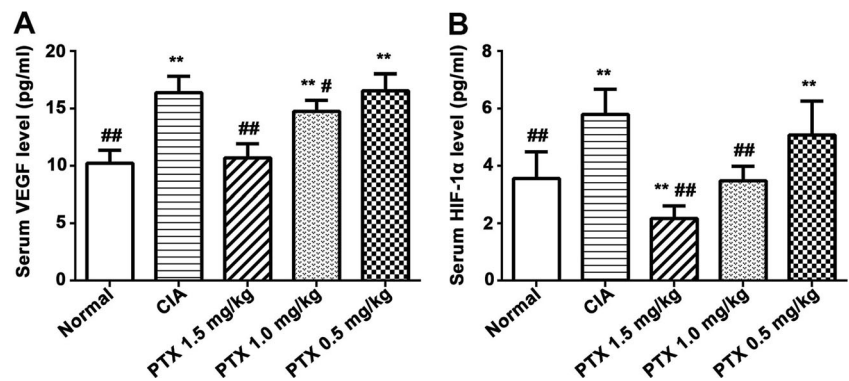 A
Serum VEGF level (pg/ml)
20
15
10
5
0
##
**
##
** #
**
Normal
CIA
PTX 1.5 mg/kg
PTX 1.0 mg/kg
PTX 0.5 mg/kg
B
Serum HIF-1α level (pg/ml)
8
6
4
2
0
##
**
** ##
##
**
Normal
CIA
PTX 1.5 mg/kg
PTX 1.0 mg/kg
PTX 0.5 mg/kg